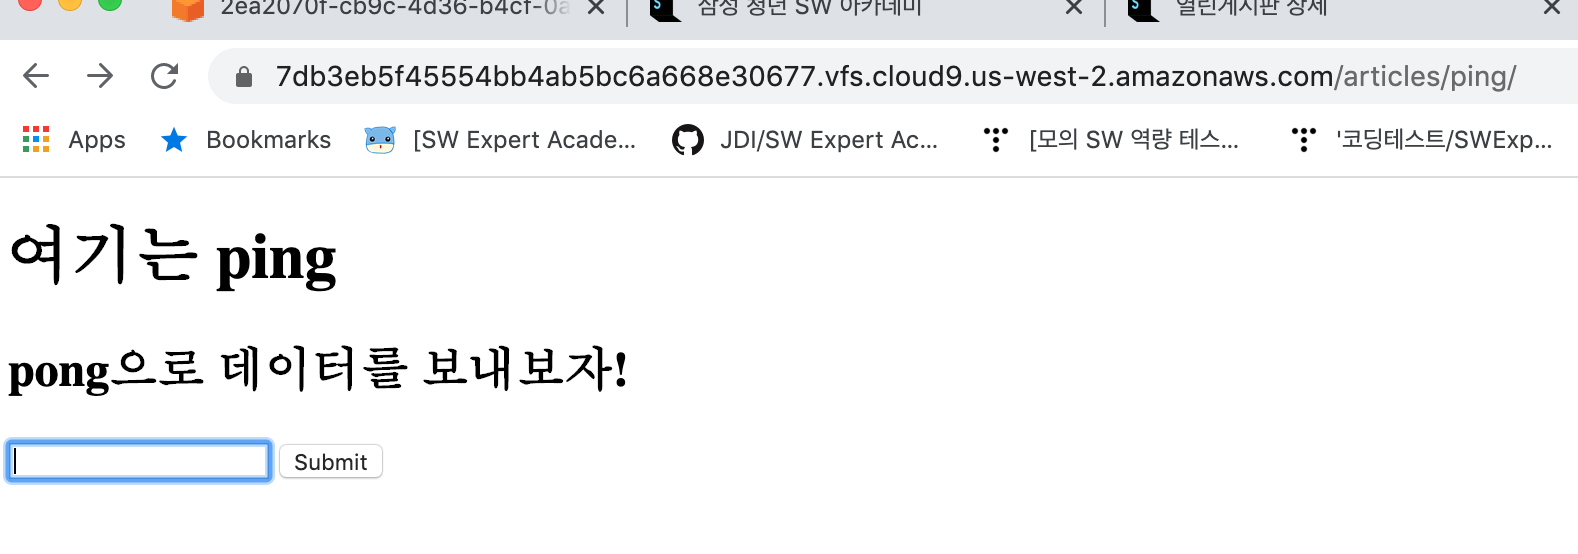 2ea2070f-cb9c-4d36-b4cf-0a
삼성 청년 SW 아카데미
열린게시판 상세
7db3eb5f45554bb4ab5bc6a668e30677.vfs.cloud9.us-west-2.amazonaws.com/articles/ping/
Apps
Bookmarks
[SW Expert Acade...
JDI/SW Expert Ac...
[모의 SW 역량 테스...
'코딩테스트/SWExp...
여기는 ping
pong으로 데이터를 보내보자!
Submit